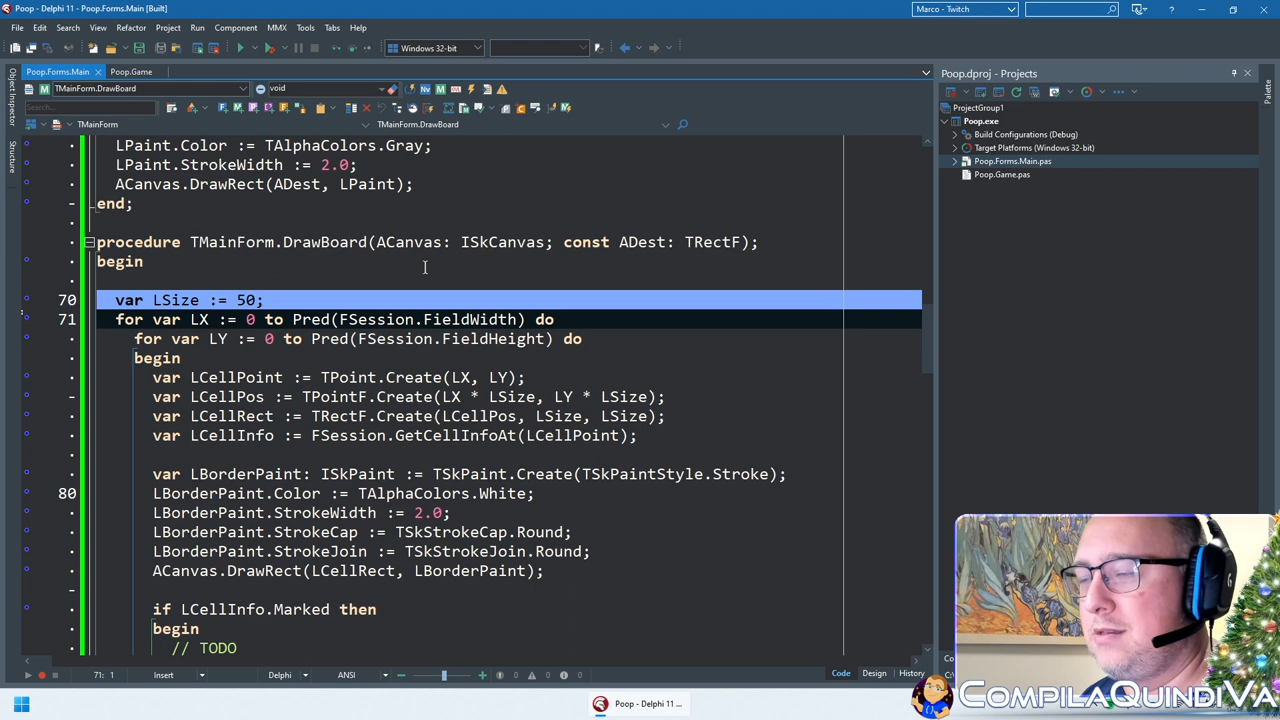 Poop - Delphi 11 - Poop.Forms.Main [Built]
Marco - Twitch
File Edit Search View Refactor Project Run Component MMX Tools Tabs Help
Windows 32-bit
Poop.Forms.Main Poop.Game
TMainForm.DrawBoard void
Search...
TMainForm TMainForm.DrawBoard
LPaint.Color := TAlphaColors.Gray;
LPaint.StrokeWidth := 2.0;
ACanvas.DrawRect(ADest, LPaint);
end;
procedure TMainForm.DrawBoard(ACanvas: ISkCanvas; const ADest: TRectF);
begin
70 var LSize := 50;
71 for var LX := 0 to Pred(FSession.FieldWidth) do
for var LY := 0 to Pred(FSession.FieldHeight) do
begin
var LCellPoint := TPoint.Create(LX, LY);
var LCellPos := TPointF.Create(LX * LSize, LY * LSize);
var LCellRect := TRectF.Create(LCellPos, LSize, LSize);
var LCellInfo := FSession.GetCellInfoAt(LCellPoint);
var LBorderPaint: ISkPaint := TSkPaint.Create(TSkPaintStyle.Stroke);
80 LBorderPaint.Color := TAlphaColors.White;
LBorderPaint.StrokeWidth := 2.0;
LBorderPaint.StrokeCap := TSkStrokeCap.Round;
LBorderPaint.StrokeJoin := TSkStrokeJoin.Round;
ACanvas.DrawRect(LCellRect, LBorderPaint);
if LCellInfo.Marked then
begin
// TODO
71: 1 Insert Delphi ANSI 0 0 0 Code Design History
Object Inspector
Structure
Poop.dproj - Projects
ProjectGroup1
Poop.exe
Build Configurations (Debug)
Target Platforms (Windows 32-bit)
Poop.Forms.Main.pas
Poop.Game.pas
Palette
Poop - Delphi 11 ...
COMPILAQUINDIVA